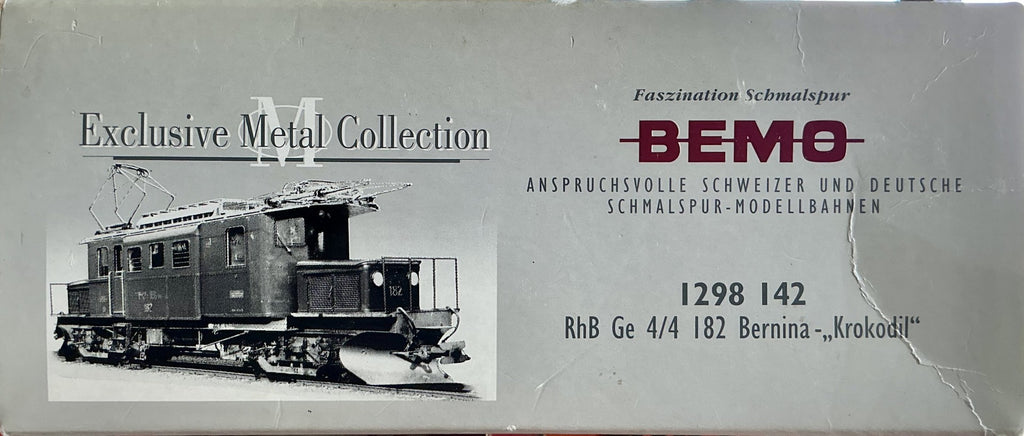 Exclusive Metal Collection
M
182
Faszination Schmalspur
BEMO
ANSPRUCHSVOLLE SCHWEIZER UND DEUTSCHE
SCHMALSPUR-MODELLBAHNEN
1298 142
RhB Ge 4/4 182 Bernina-„Krokodil“